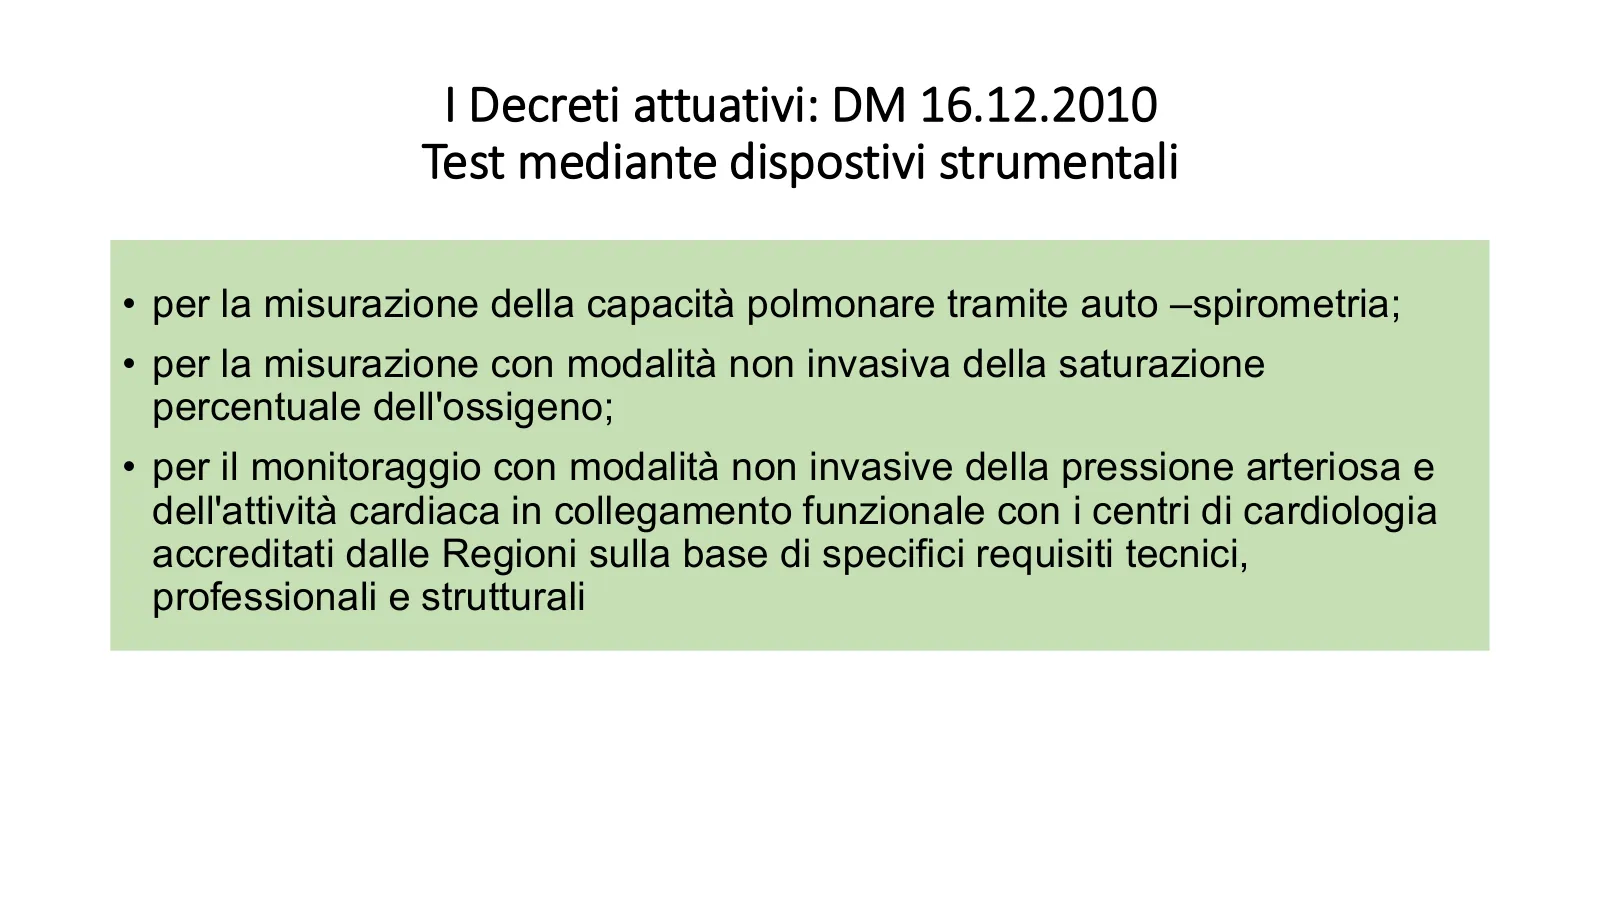 I Decreti attuativi: DM 16.12.2010
Test mediante dispostivi strumentali
• per la misurazione della capacità polmonare tramite auto –spirometria;
• per la misurazione con modalità non invasiva della saturazione
percentuale dell'ossigeno;
• per il monitoraggio con modalità non invasive della pressione arteriosa e
dell'attività cardiaca in collegamento funzionale con i centri di cardiologia
accreditati dalle Regioni sulla base di specifici requisiti tecnici,
professionali e strutturali